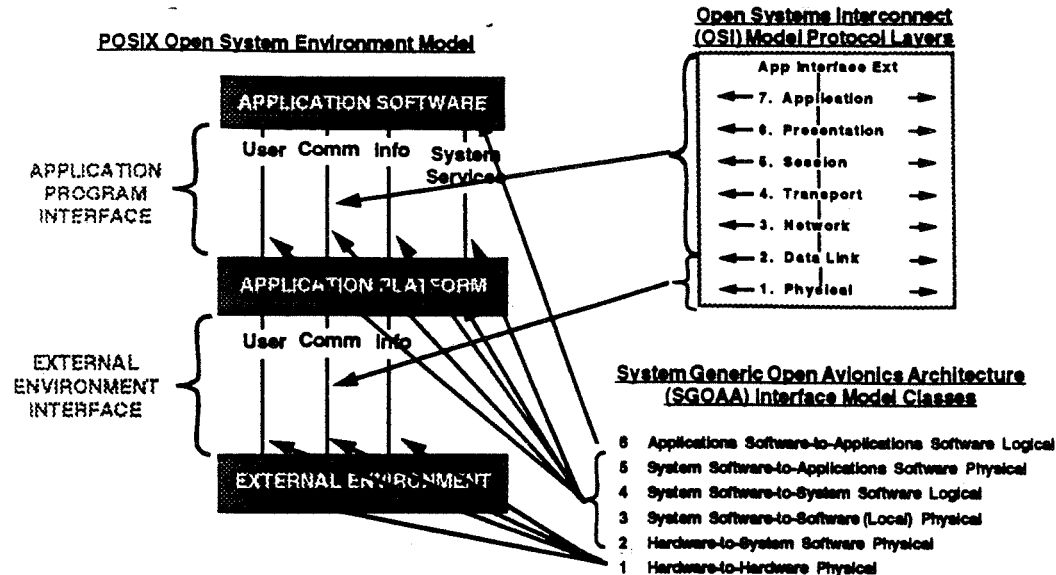 POSIX Open System Environment Model
APPLICATION SOFTWARE
User Comm Info System
Services
APPLICATION
PROGRAM
INTERFACE
APPLICATION PLATFORM
User Comm Info
EXTERNAL
ENVIRONMENT
INTERFACE
EXTERNAL ENVIRONMENT
Open Systems Interconnect
(OSI) Model Protocol Layers
App Interface Ext
7. Application
6. Presentation
5. Session
4. Transport
3. Network
2. Data Link
1. Physical
System Generic Open Avionics Architecture
(SGOAA) Interface Model Classes
6 Applications Software-to-Applications Software Logical
5 System Software-to-Applications Software Physical
4 System Software-to-System Software Logical
3 System Software-to-Software (Local) Physical
2 Hardware-to-System Software Physical
1 Hardware-to-Hardware Physical